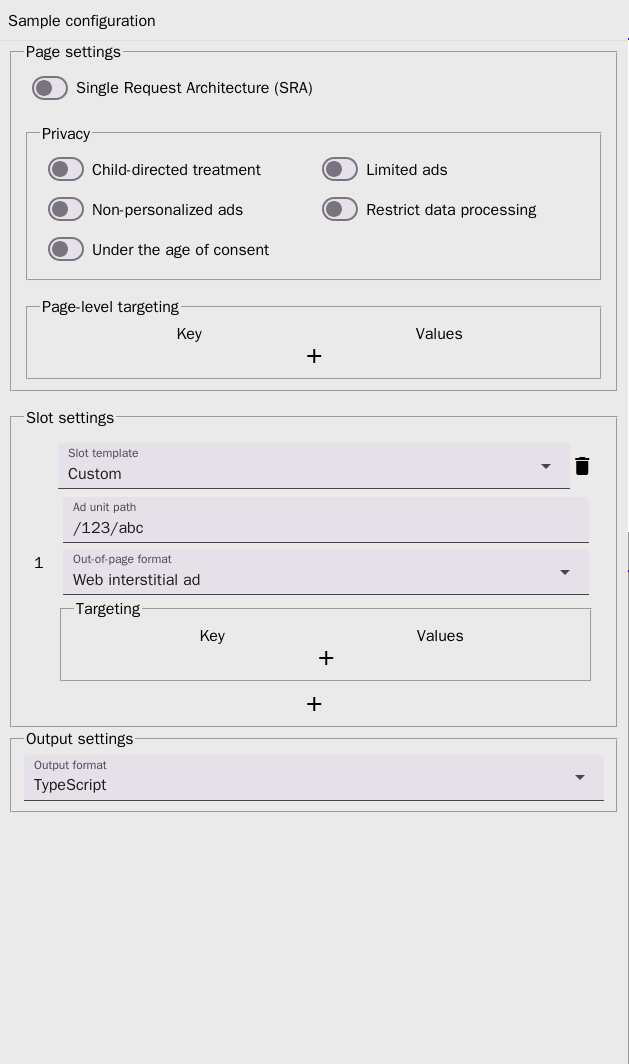 Sample configuration
Page settings
Single Request Architecture (SRA)
Privacy
Child-directed treatment
Limited ads
Non-personalized ads
Restrict data processing
Under the age of consent
Page-level targeting
Key
Values
+
Slot settings
Slot template
Custom
Ad unit path
/123/abc
1
Out-of-page format
Web interstitial ad
Targeting
Key
Values
+
+
Output settings
Output format
TypeScript